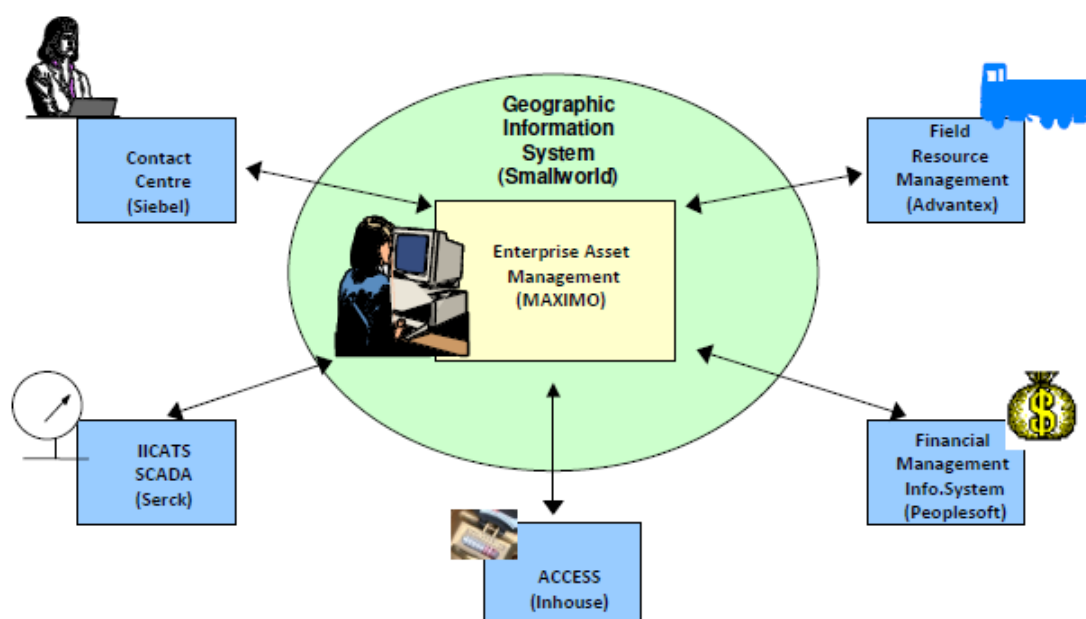 Geographic
Information
System
(Smallworld)
Contact
Centre
(Siebel)
Field
Resource
Management
(Advantex)
Enterprise Asset
Management
(MAXIMO)
IICATS
SCADA
(Serck)
Financial
Management
Info.System
(Peoplesoft)
$
ACCESS
(Inhouse)